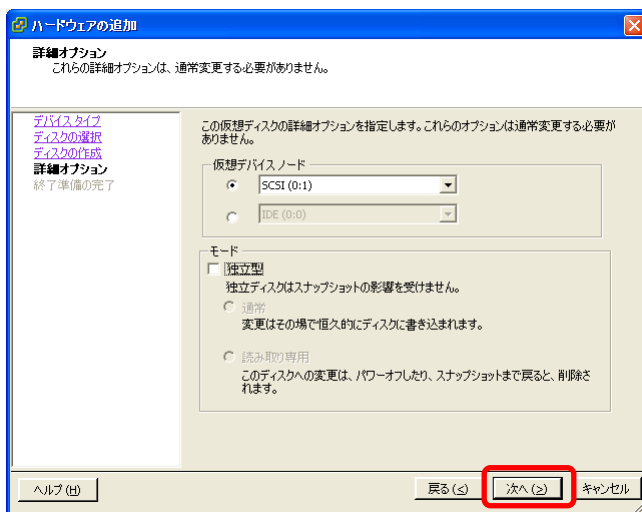 ハードウェアの追加
詳細オプション
これらの詳細オプションは、通常変更する必要がありません。
デバイス タイプ
ディスクの選択
ディスクの作成
詳細オプション
終了準備の完了
この仮想ディスクの詳細オプションを指定します。これらのオプションは通常変更する必要が
ありません。
仮想デバイス ノード
SCSI (0:1)
IDE (0:0)
モード
独立型
独立ディスクはスナップショットの影響を受けません。
通常
変更はその場で恒久的にディスクに書き込まれます。
読み取り専用
このディスクへの変更は、パワーオフしたり、スナップショットまで戻ると、削除さ
れます。
ヘルプ(H)
戻る(<)
次へ(>)
キャンセル